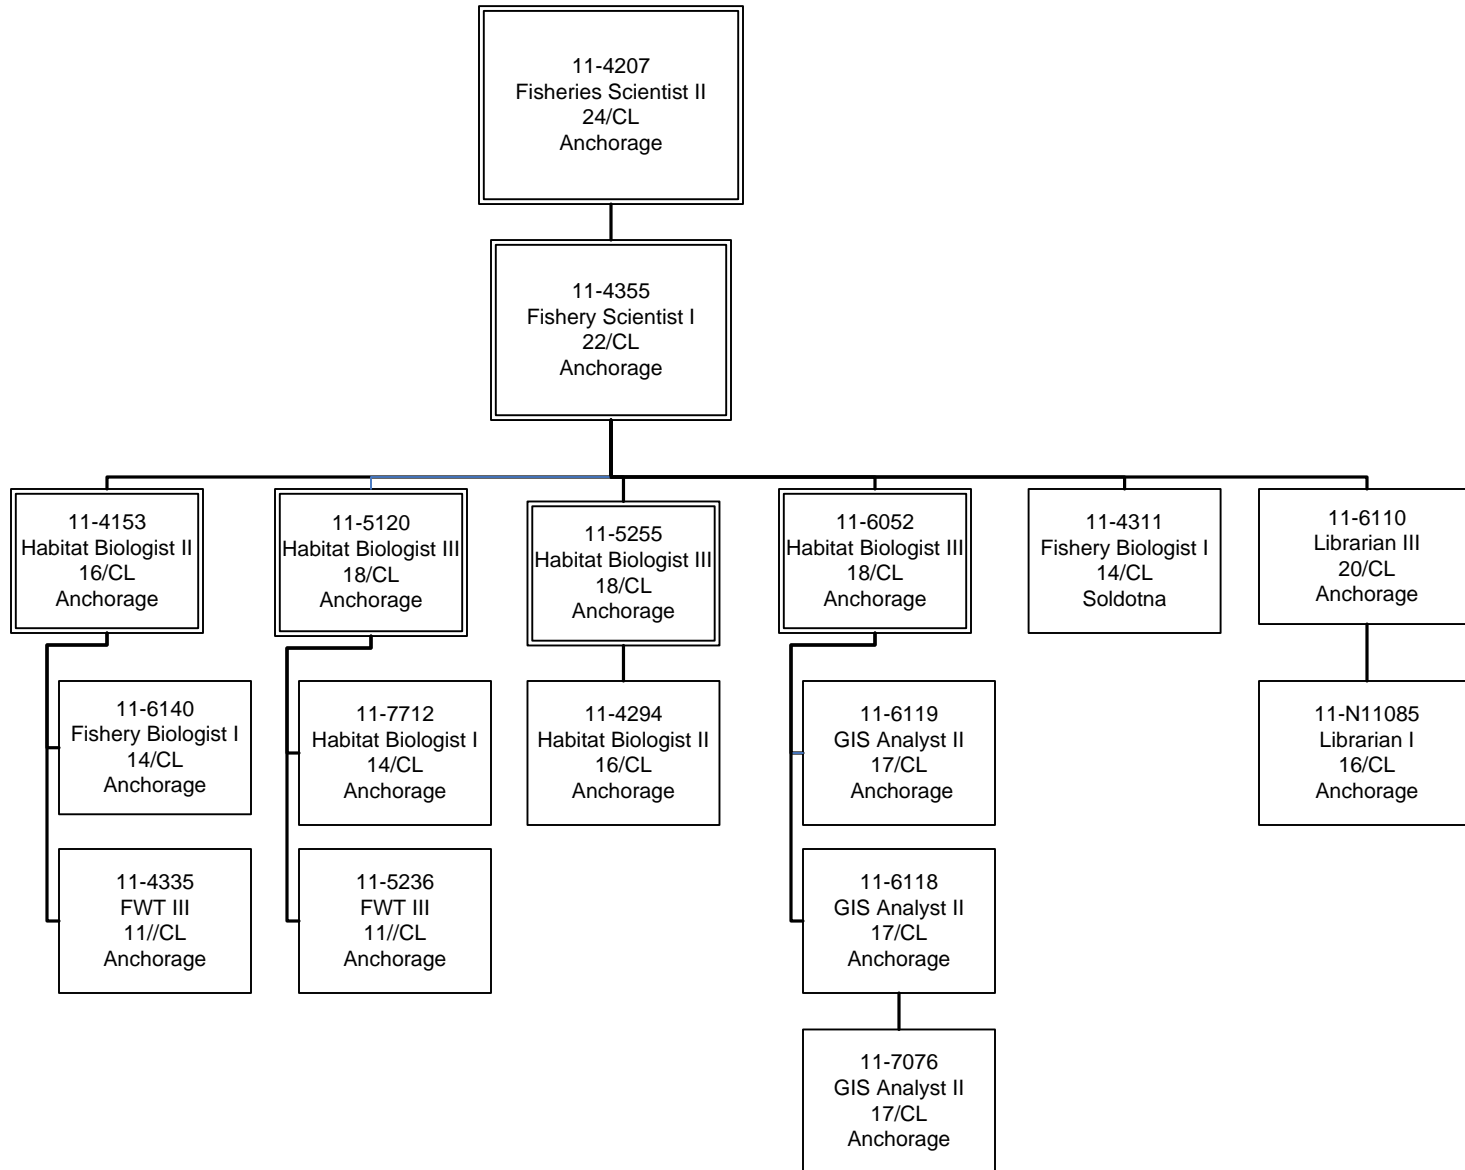 11-4207
Fisheries Scientist II
24/CL
Anchorage
11-4355
Fishery Scientist I
22/CL
Anchorage
11-4153
Habitat Biologist II
16/CL
Anchorage
11-5120
Habitat Biologist III
18/CL
Anchorage
11-5255
Habitat Biologist III
18/CL
Anchorage
11-6052
Habitat Biologist III
18/CL
Anchorage
11-4311
Fishery Biologist I
14/CL
Soldotna
11-6110
Librarian III
20/CL
Anchorage
11-6140
Fishery Biologist I
14/CL
Anchorage
11-7712
Habitat Biologist I
14/CL
Anchorage
11-4294
Habitat Biologist II
16/CL
Anchorage
11-6119
GIS Analyst II
17/CL
Anchorage
11-N11085
Librarian I
16/CL
Anchorage
11-4335
FWT III
11//CL
Anchorage
11-5236
FWT III
11//CL
Anchorage
11-6118
GIS Analyst II
17/CL
Anchorage
11-7076
GIS Analyst II
17/CL
Anchorage